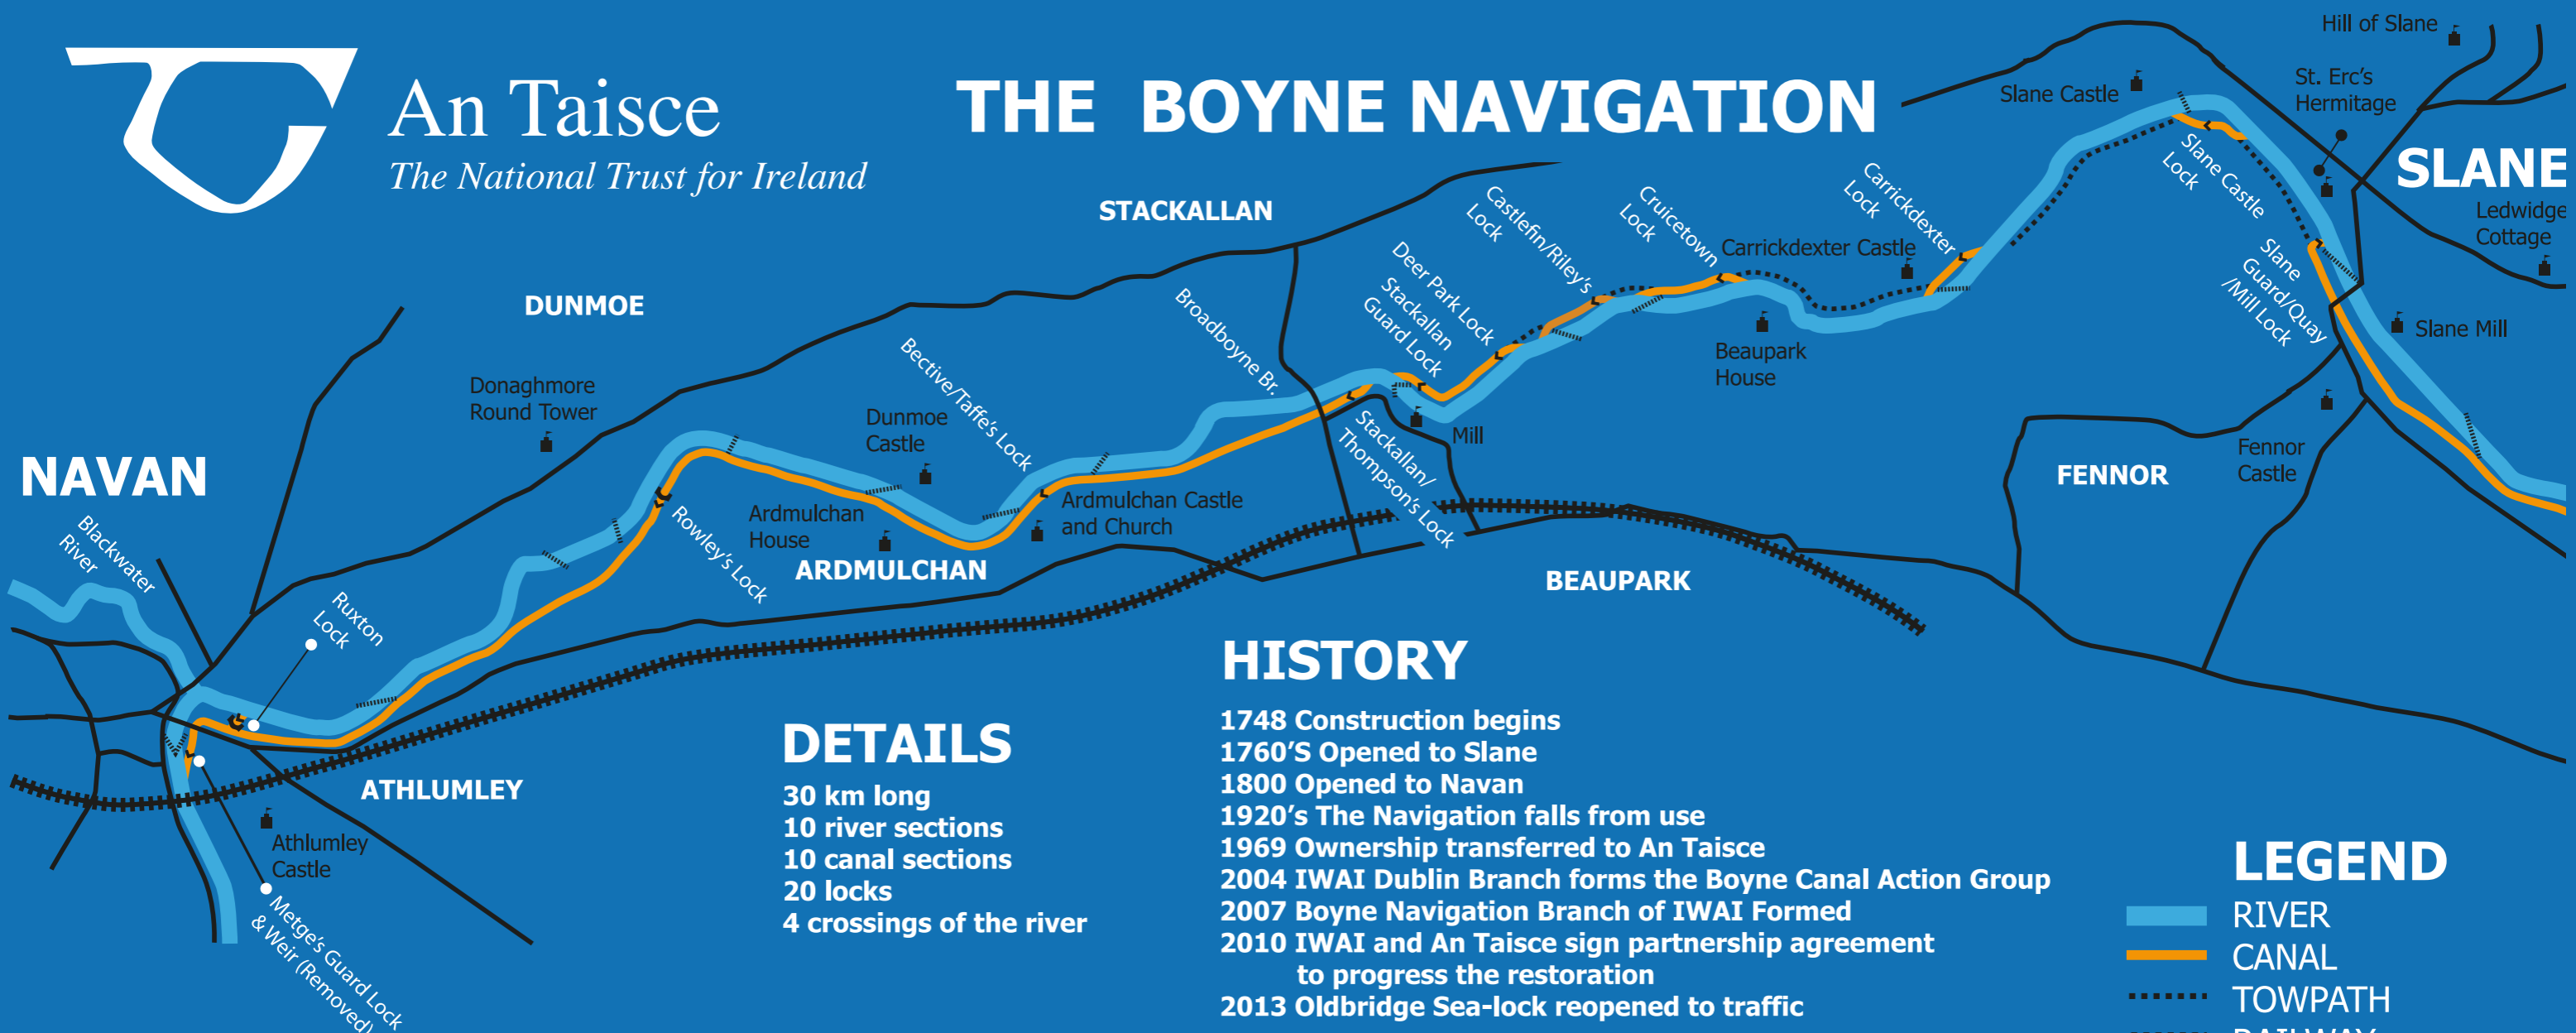 An Taisce
The National Trust for Ireland
THE BOYNE NAVIGATION
Hill of Slane
St. Erc's
Hermitage
SLANE
Ledwidge
Cottage
Slane Castle
Slane Castle
Lock
Slane
Guard/Quay
/Mill Lock
Slane Mill
Fennor
Castle
FENNOR
Carrickdexter
Lock
Carrickdexter Castle
Cruicetown
Lock
Beaupark
House
Castlefin/Riley's
Lock
Deer Park Lock
Stackallan
Guard Lock
Mill
STACKALLAN
Broadboyne Br.
Stackallan/
Thompson's Lock
BEAUPARK
DUNMOE
Donaghmore
Round Tower
Dunmoe
Castle
Bective/Taffe's Lock
Ardmulchan Castle
and Church
Ardmulchan
House
ARDMULCHAN
Rowley's Lock
NAVAN
Blackwater
River
Ruxton
Lock
ATHLUMLEY
Athlumley
Castle
Metge's Guard Lock
& Weir (Removed)
DETAILS
30 km long
10 river sections
10 canal sections
20 locks
4 crossings of the river
HISTORY
1748 Construction begins
1760'S Opened to Slane
1800 Opened to Navan
1920's The Navigation falls from use
1969 Ownership transferred to An Taisce
2004 IWAI Dublin Branch forms the Boyne Canal Action Group
2007 Boyne Navigation Branch of IWAI Formed
2010 IWAI and An Taisce sign partnership agreement
to progress the restoration
2013 Oldbridge Sea-lock reopened to traffic
LEGEND
RIVER
CANAL
TOWPATH
RAILWAY